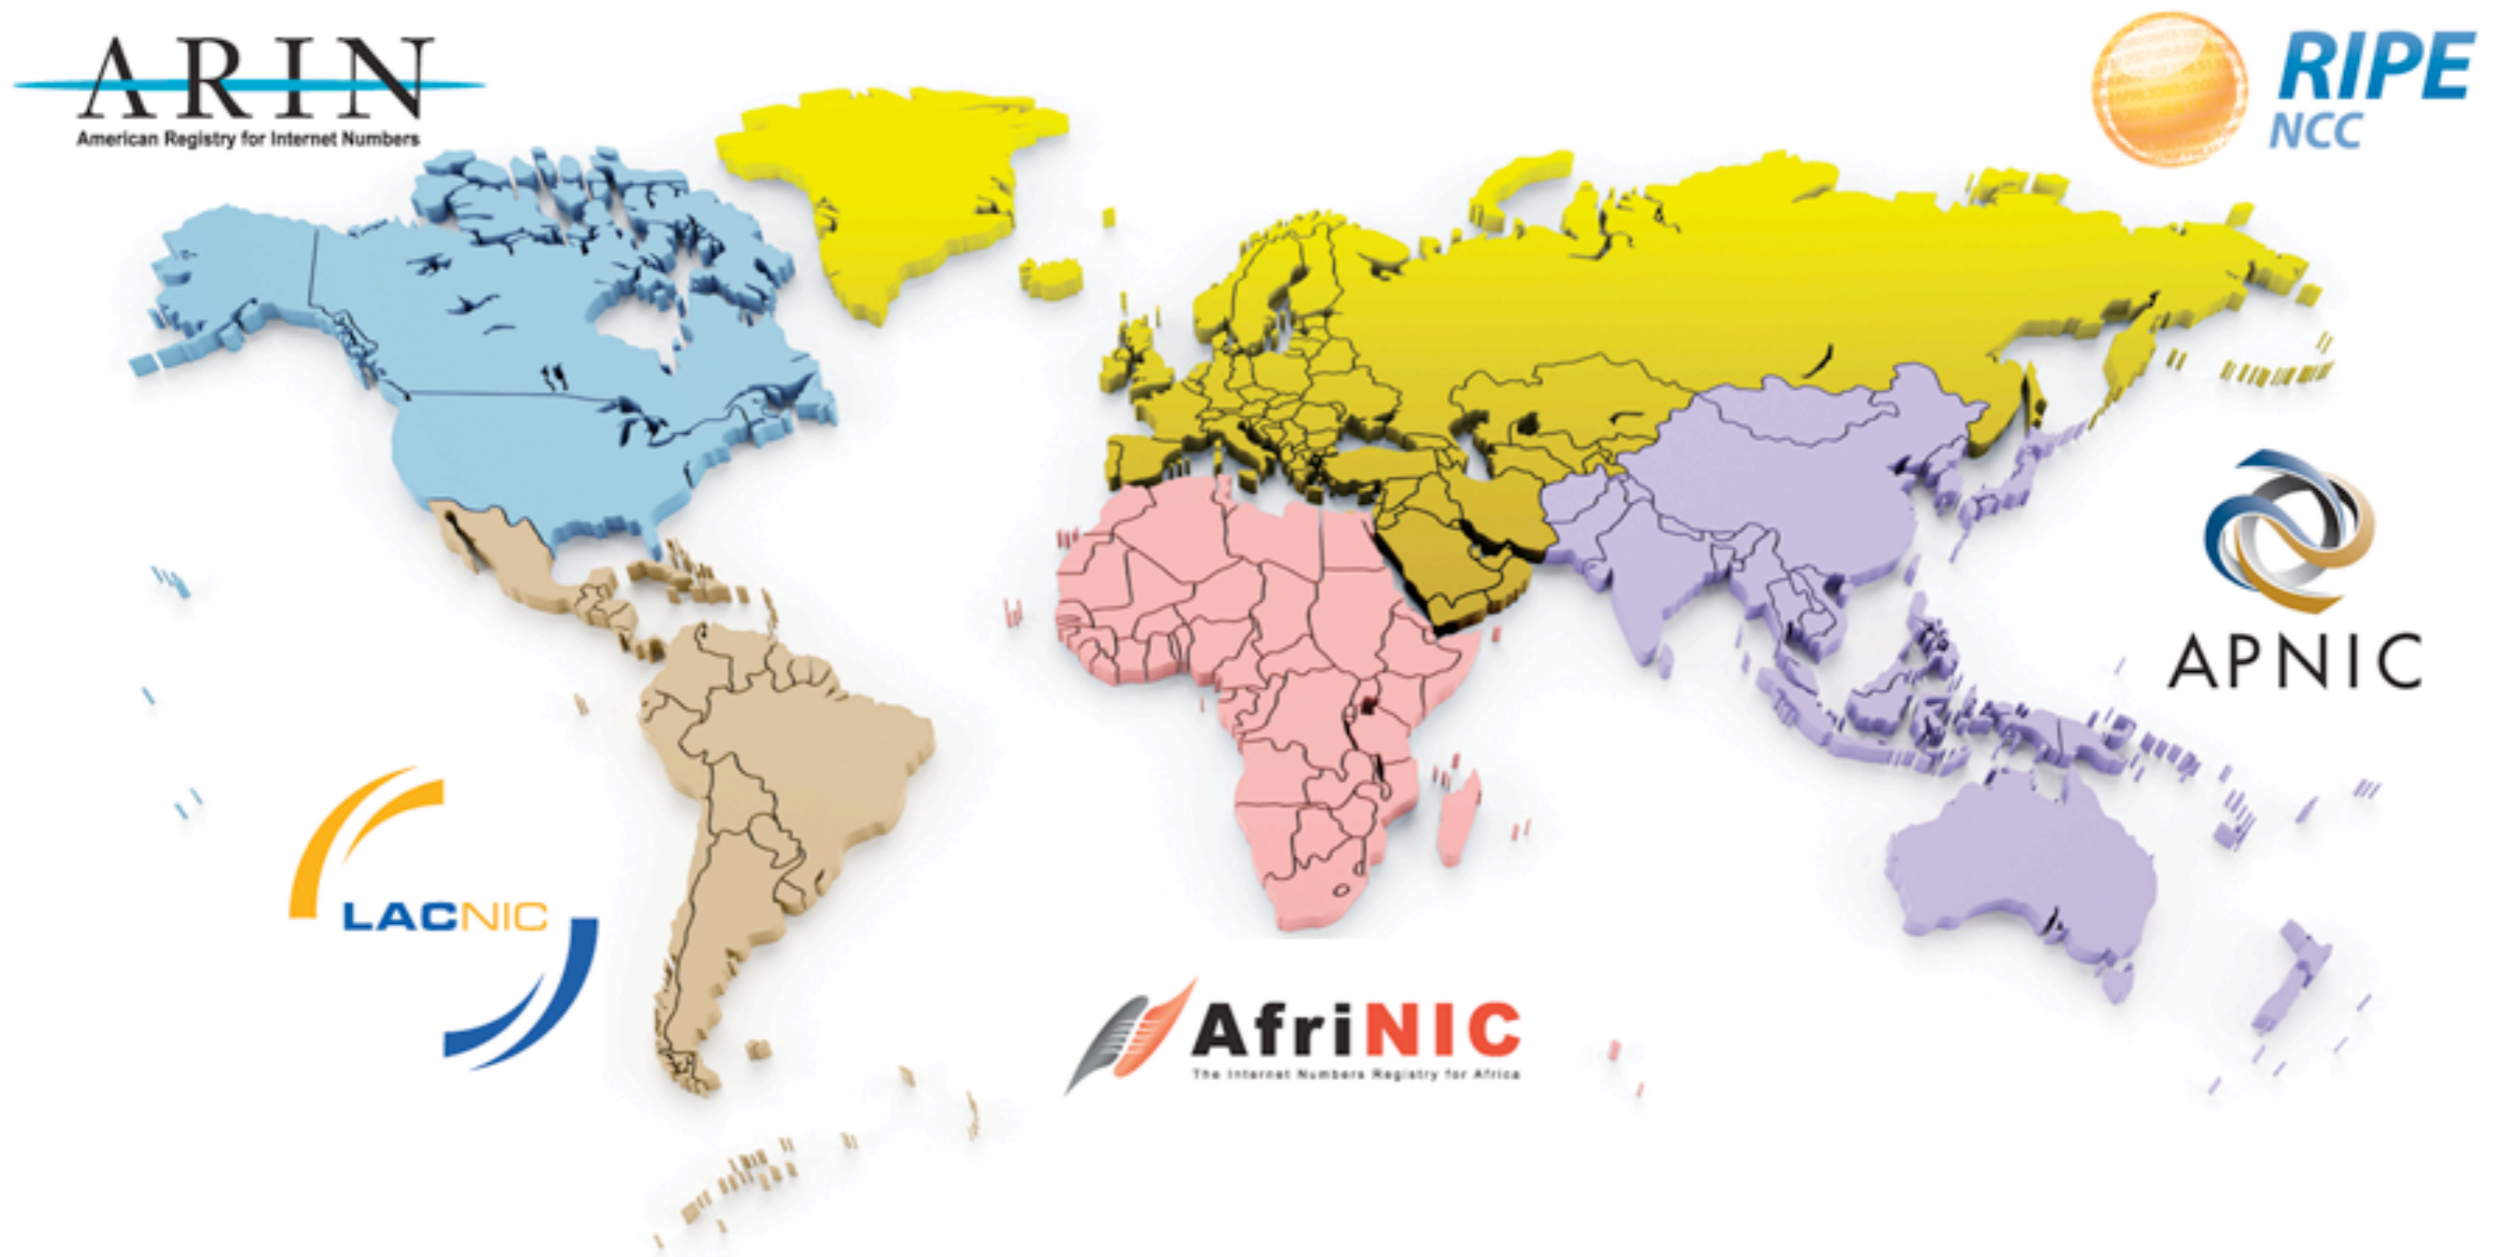 ARIN
American Registry for Internet Numbers
RIPE
NCC
APNIC
LACNIC
AfriNIC
The Internet Numbers Registry for Africa